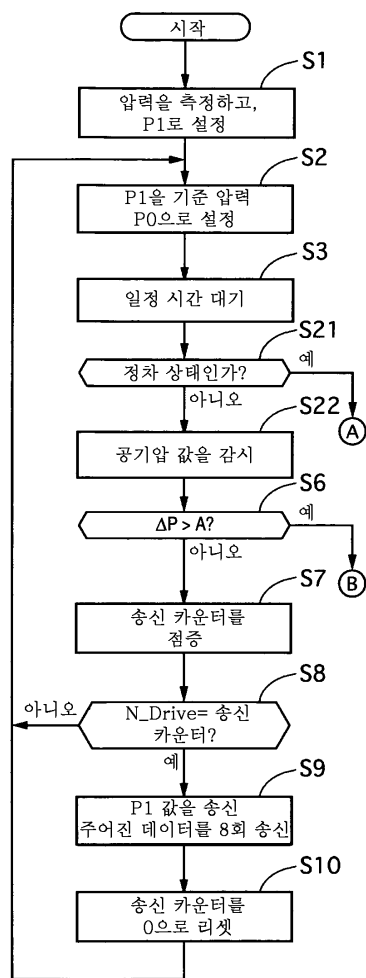 시작
S1
압력을 측정하고,
P1로 설정
S2
P1을 기준 압력
P0으로 설정
S3
일정 시간 대기
S21
정차 상태인가?
예
A
아니오
S22
공기압 값을 감시
S6
ΔP > A?
예
B
아니오
S7
송신 카운터를
점증
S8
아니오
N_Drive= 송신
카운터?
예
S9
P1 값을 송신
주어진 데이터를 8회 송신
S10
송신 카운터를
0으로 리셋